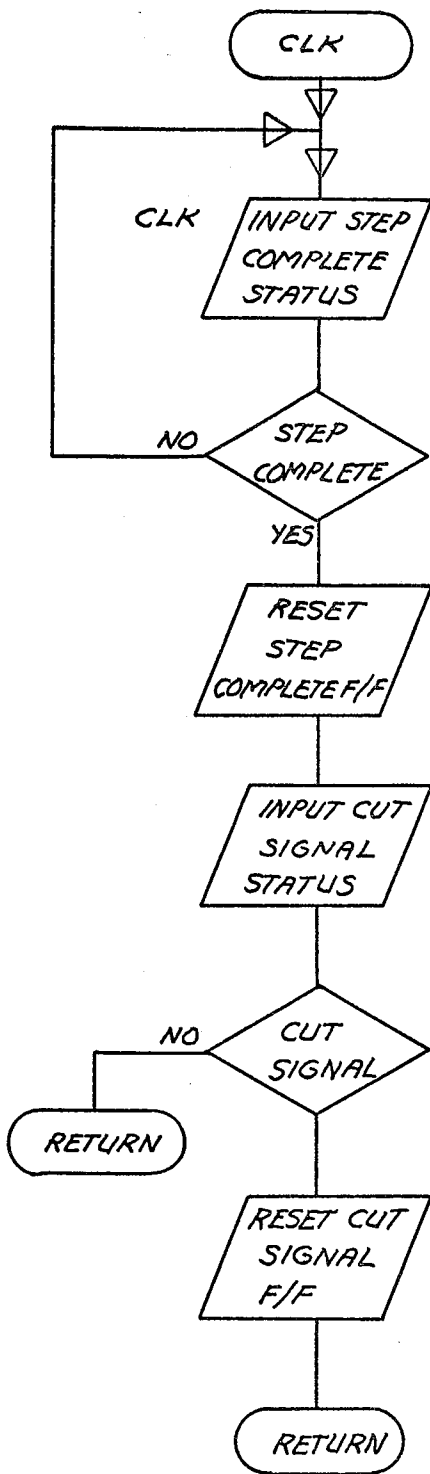 CLK
CLK
INPUT STEP
COMPLETE
STATUS
NO
STEP
COMPLETE
YES
RESET
STEP
COMPLETE F/F
INPUT CUT
SIGNAL
STATUS
NO
CUT
SIGNAL
RETURN
RESET CUT
SIGNAL
F/F
RETURN